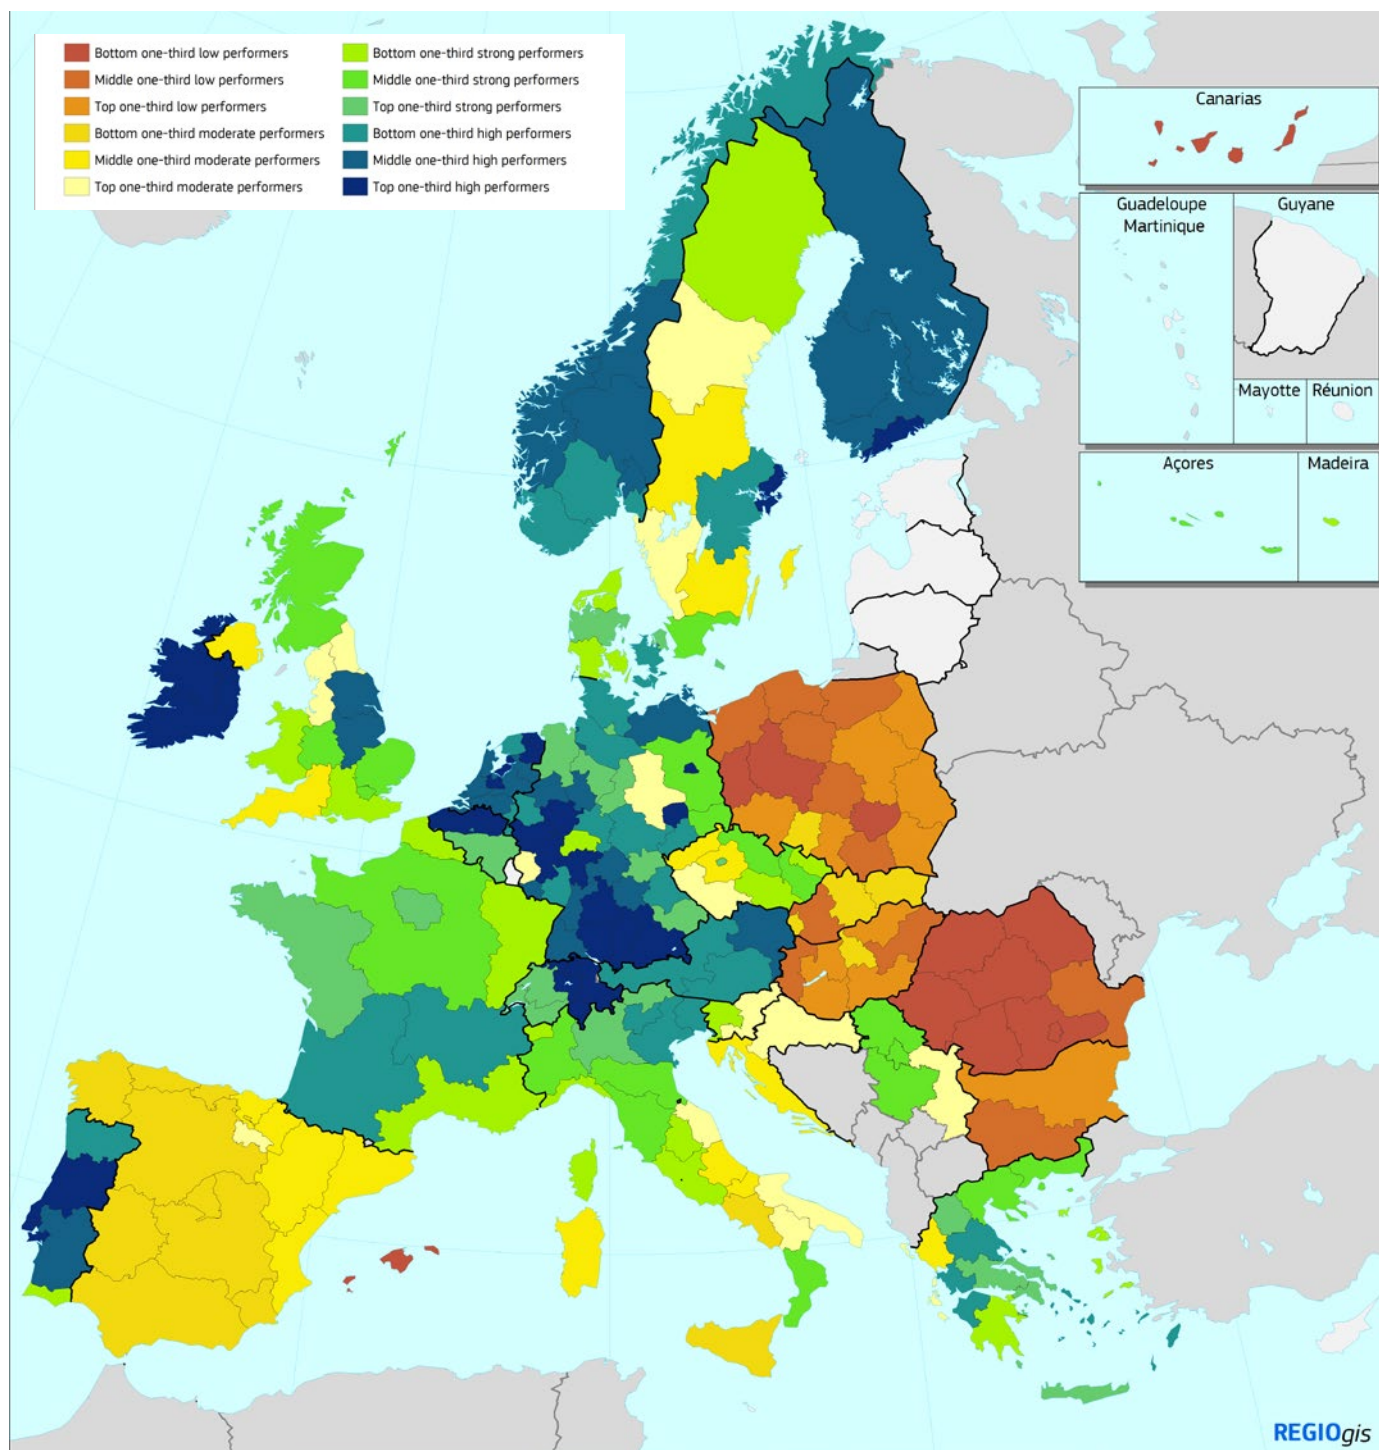 Bottom one-third low performers
Middle one-third low performers
Top one-third low performers
Bottom one-third moderate performers
Middle one-third moderate performers
Top one-third moderate performers
Bottom one-third strong performers
Middle one-third strong performers
Top one-third strong performers
Bottom one-third high performers
Middle one-third high performers
Top one-third high performers
Canarias
Guadeloupe
Martinique
Guyane
Mayotte
Réunion
Açores
Madeira
REGIOgis